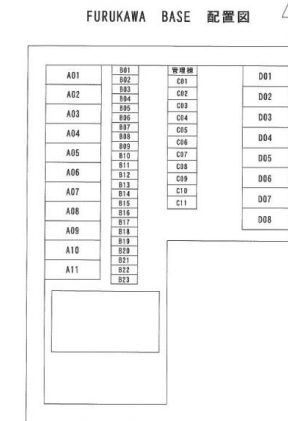 FURUKAWA BASE 配置図
A01
A02
A03
A04
A05
A06
A07
A08
A09
A10
A11
B01
B02
B03
B04
B05
B06
B07
B08
B09
B10
B11
B12
B13
B14
B15
B16
B17
B18
B19
B20
B21
B22
B23
管理棟
C01
C02
C03
C04
C05
C06
C07
C08
C09
C10
C11
D01
D02
D03
D04
D05
D06
D07
D08